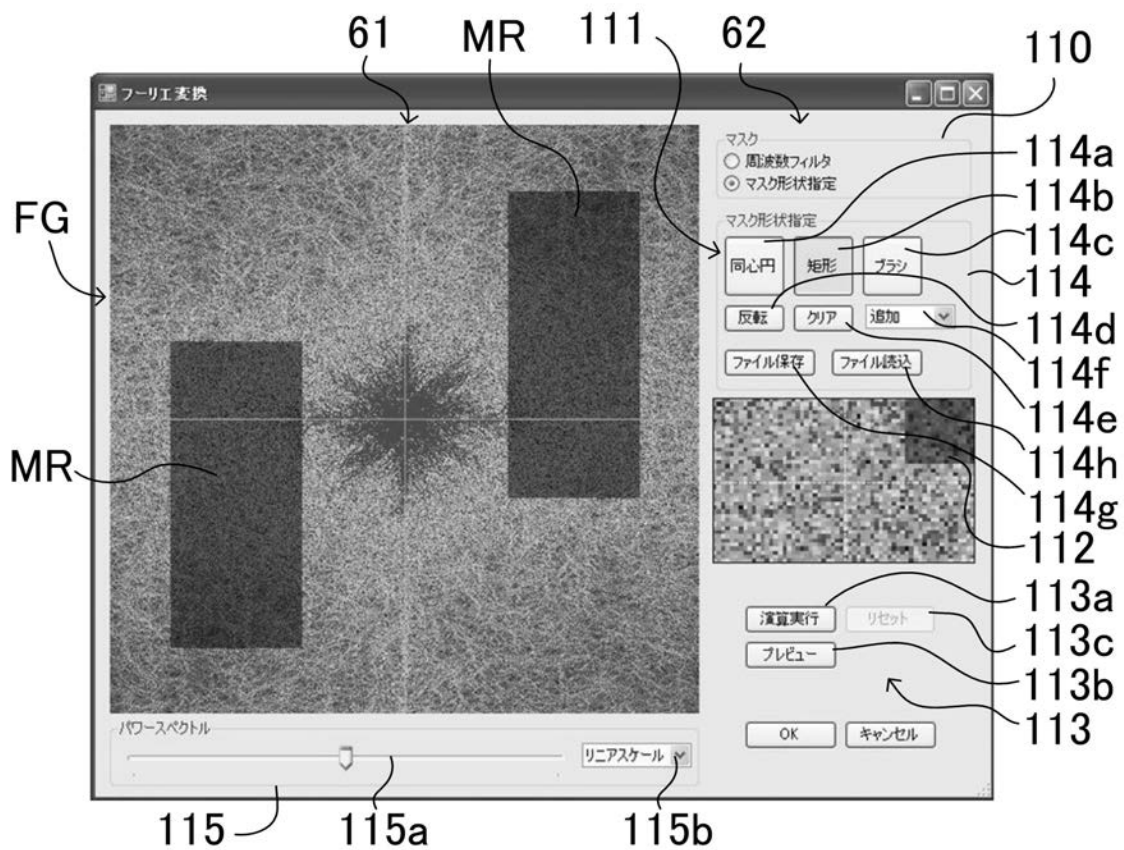 61 MR 111 62 110
フーリエ変換
マスク
周波数フィルタ
マスク形状指定
114a
114b
FG
マスク形状指定
114c
同心円 矩形 ブラシ
114
反転 クリア 追加
114d
114f
ファイル保存 ファイル読込
114e
MR
114h
114g
112
113a
演算実行 リセット
113c
プレビュー
113b
パワースペクトル
113
OK キャンセル
リニアスケール
115 115a 115b